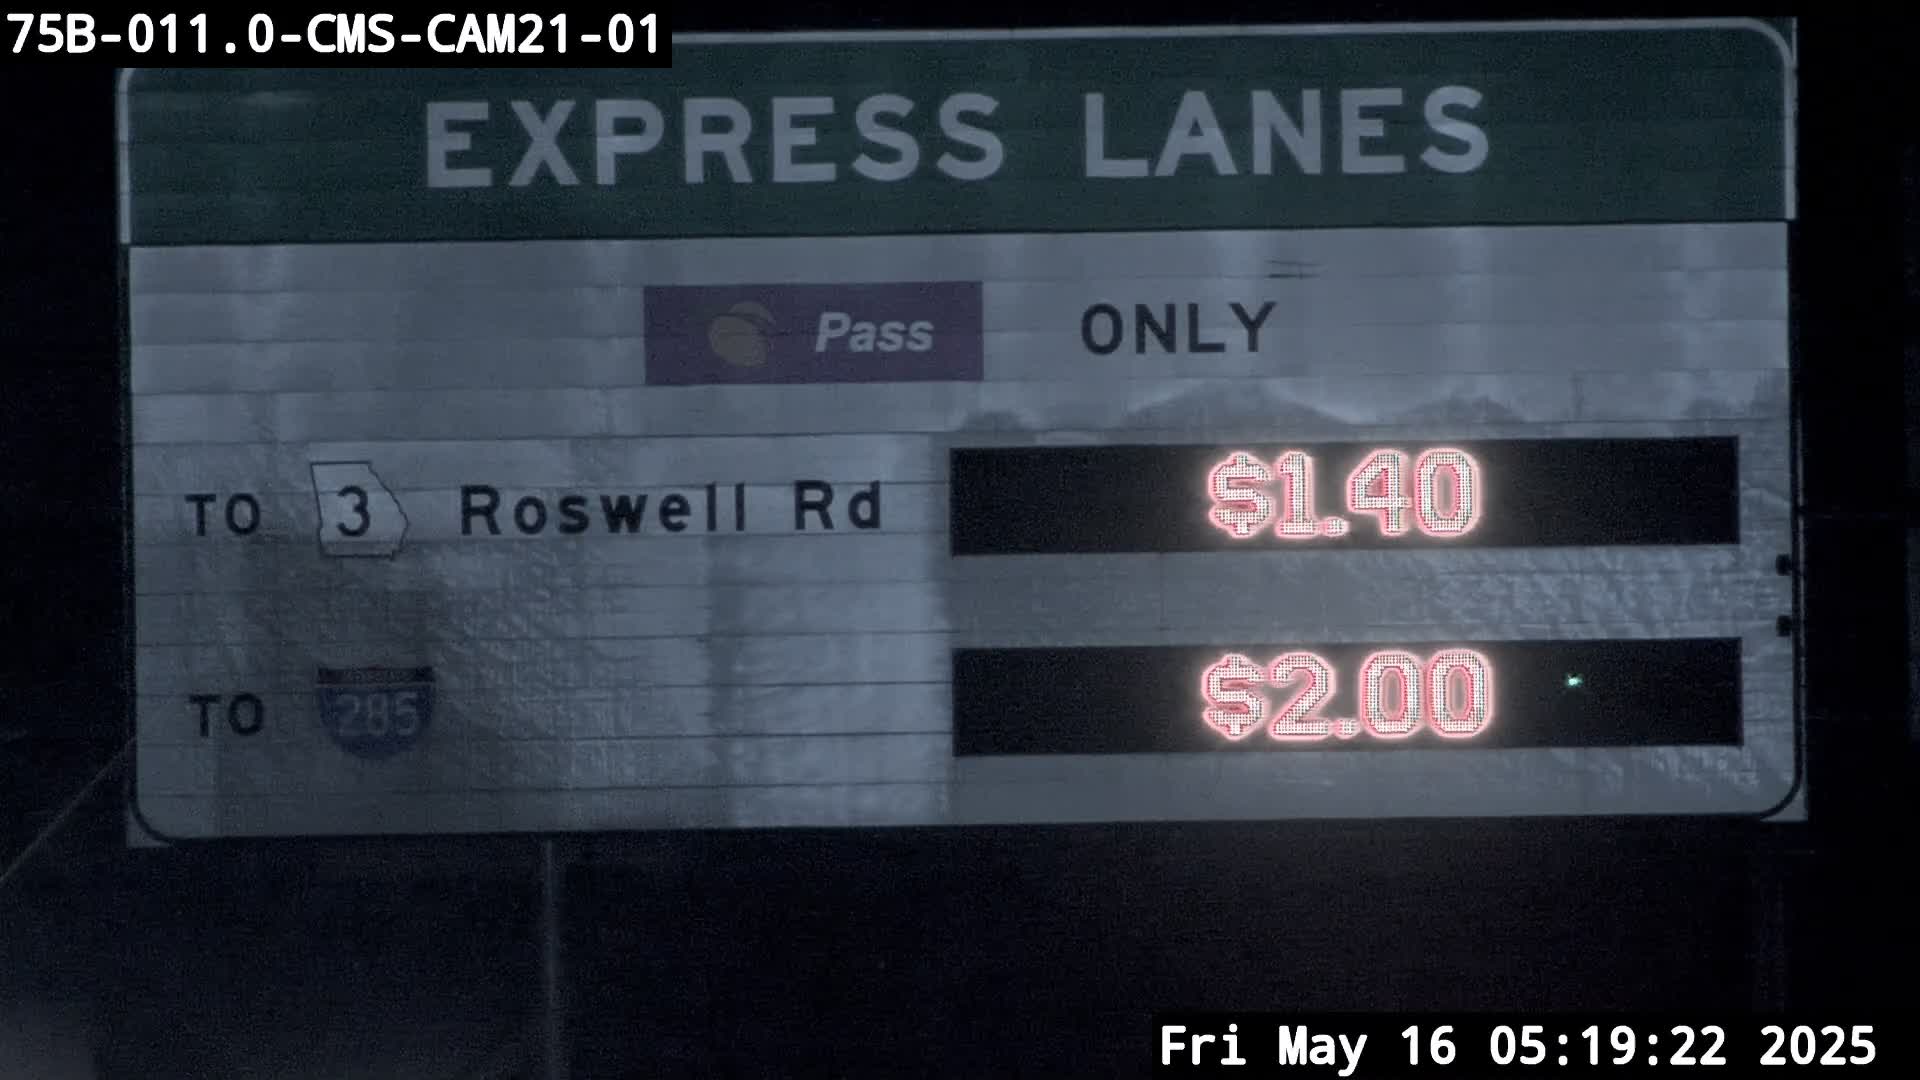 75B-011.0-CMS-CAM21-01
EXPRESS LANES
Pass ONLY
TO 3 Roswell Rd $1.40
TO 285 $2.00
Fri May 16 05:19:22 2025